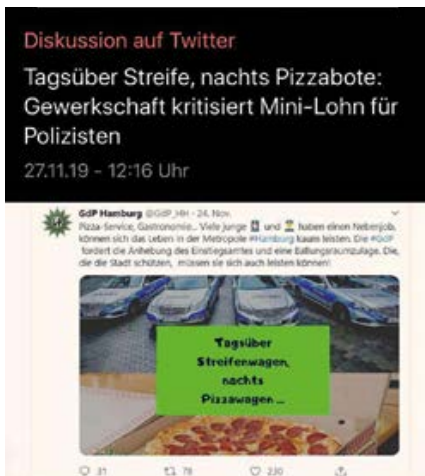 Diskussion auf Twitter
Tagsüber Streife, nachts Pizzabote:
Gewerkschaft kritisiert Mini-Lohn für
Polizisten
27.11.19 – 12:16 Uhr
GdP Hamburg @GdP_HH · 24. Nov.
Pizza-Service, Gastronomie... Viele junge und haben einen Nebenjob,
können sich das Leben in der Metropole #Hamburg kaum leisten. Die #GdP
fordert die Anhebung des Einstiegsamtes und eine Ballungsraumzulage. Die,
die die Stadt schützen, müssen sie sich auch leisten können!
Tagsüber
Streifenwagen,
nachts
Pizzawagen ...
31 78 230